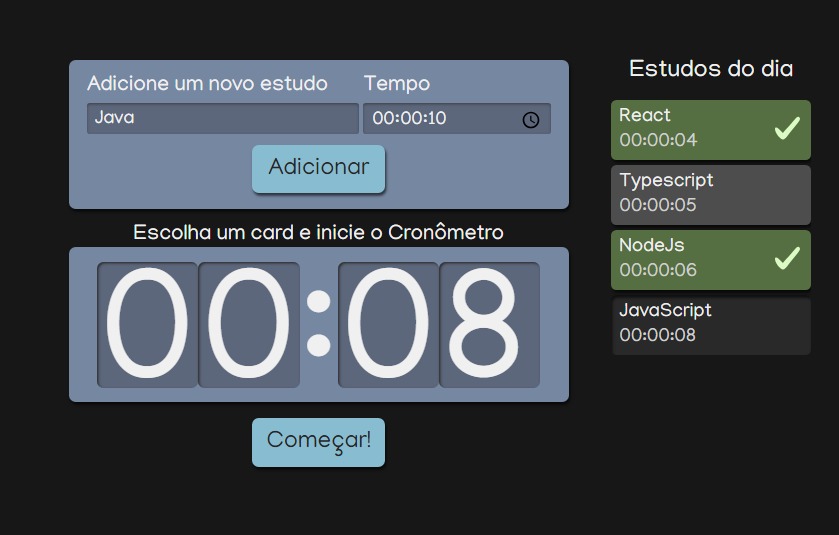 Adicione um novo estudo
Tempo
Java
00:00:10
Adicionar
Escolha um card e inicie o Cronômetro
00:08
Começar!
Estudos do dia
React
00:00:04
Typescript
00:00:05
NodeJs
00:00:06
JavaScript
00:00:08